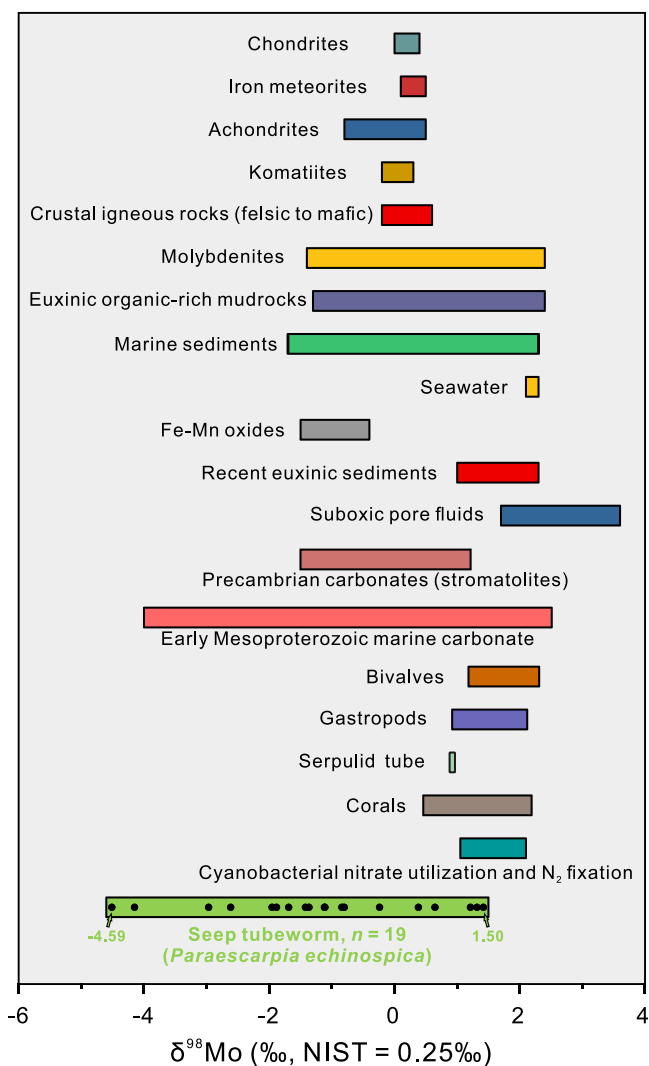 Chondrites
Iron meteorites
Achondrites
Komatiites
Crustal igneous rocks (felsic to mafic)
Molybdenites
Euxinic organic-rich mudrocks
Marine sediments
Seawater
Fe-Mn oxides
Recent euxinic sediments
Suboxic pore fluids
Precambrian carbonates (stromatolites)
Early Mesoproterozoic marine carbonate
Bivalves
Gastropods
Serpulid tube
Corals
Cyanobacterial nitrate utilization and N₂ fixation
-4.59 Seep tubeworm, n = 19 1.50
(Paraescarpia echinospica)
-6 -4 -2 0 2 4
δ⁹⁸Mo (‰, NIST = 0.25‰)